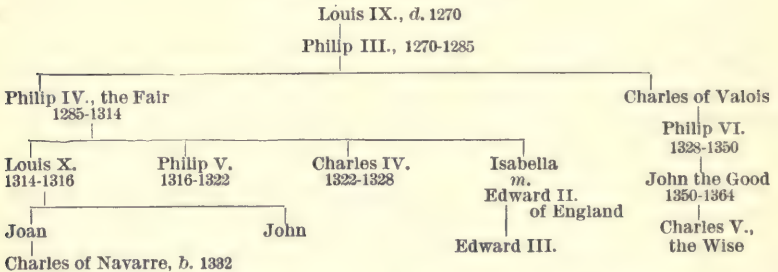 Louis IX., d. 1270
Philip III., 1270-1285
Philip IV., the Fair
1285-1314
Charles of Valois
Philip VI.
1328-1350
Louis X.
1314-1316
Philip V.
1316-1322
Charles IV.
1322-1328
Isabella
m.
Edward II.
of England
Edward III.
John the Good
1350-1364
Charles V.,
the Wise
Joan
John
Charles of Navarre, b. 1332